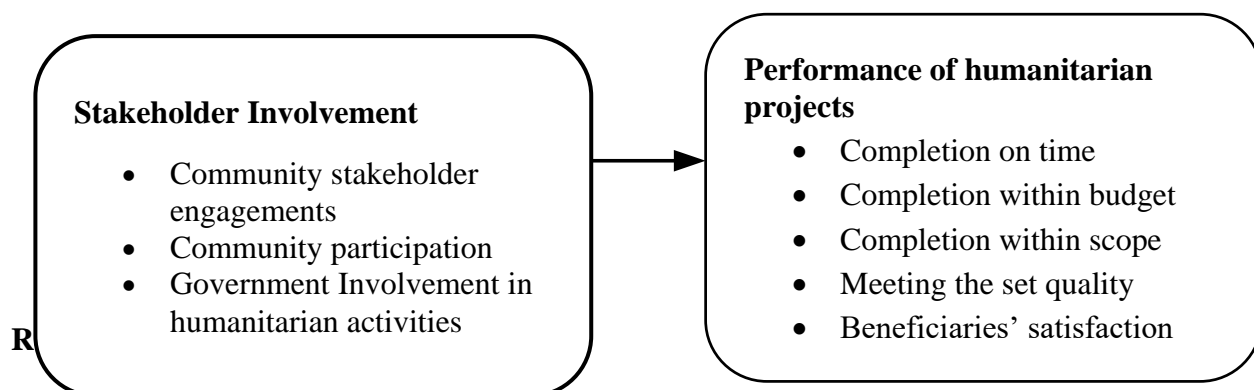 Stakeholder Involvement
• Community stakeholder
engagements
• Community participation
• Government Involvement in
humanitarian activities
R
Performance of humanitarian
projects
• Completion on time
• Completion within budget
• Completion within scope
• Meeting the set quality
• Beneficiaries’ satisfaction